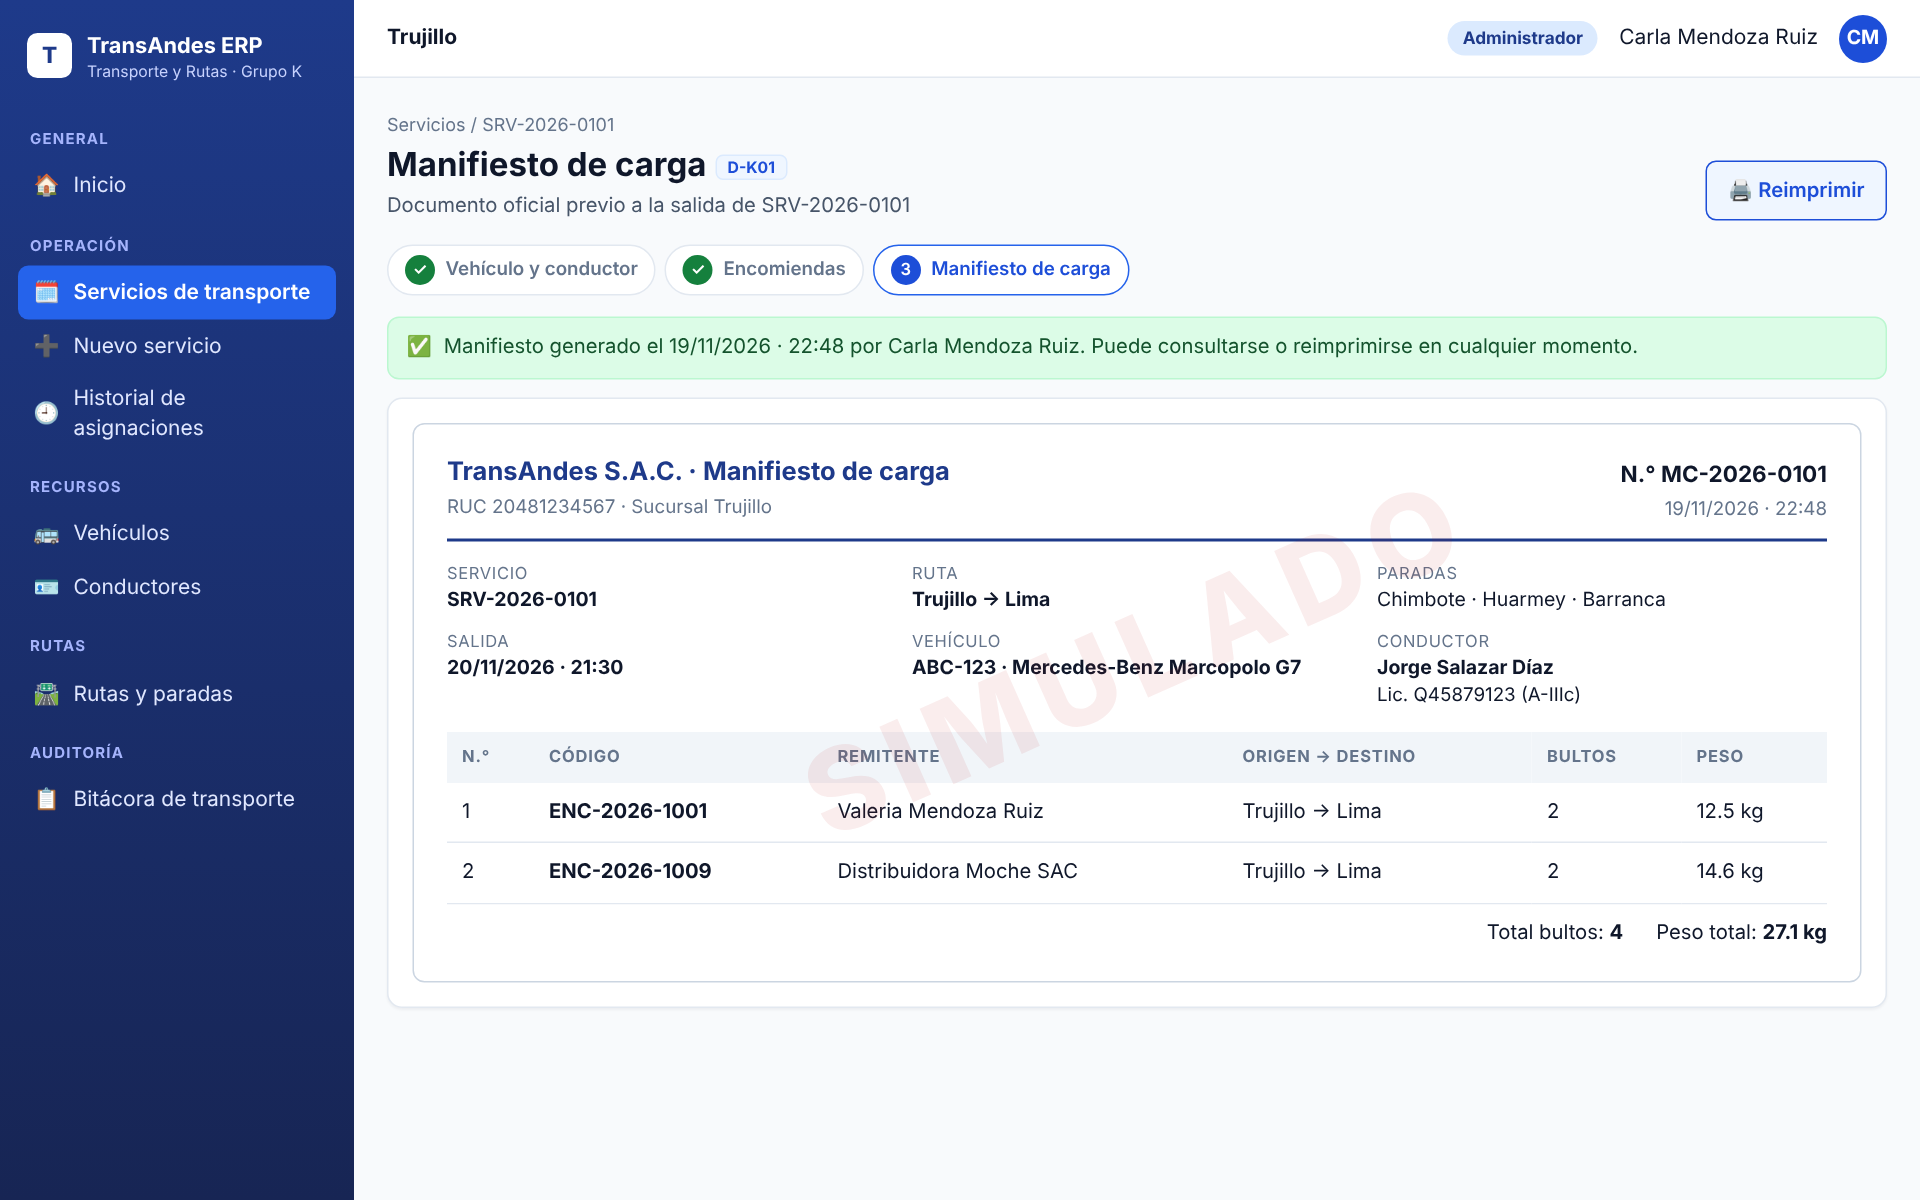 T
TransAndes ERP
Transporte y Rutas · Grupo K
GENERAL
Inicio
OPERACIÓN
Servicios de transporte
Nuevo servicio
Historial de
asignaciones
RECURSOS
Vehículos
Conductores
RUTAS
Rutas y paradas
AUDITORÍA
Bitácora de transporte
Trujillo
Administrador
Carla Mendoza Ruiz
CM
Servicios / SRV-2026-0101
Manifiesto de carga D-K01
Documento oficial previo a la salida de SRV-2026-0101
Reimprimir
Vehículo y conductor
Encomiendas
3 Manifiesto de carga
Manifiesto generado el 19/11/2026 · 22:48 por Carla Mendoza Ruiz. Puede consultarse o reimprimirse en cualquier momento.
TransAndes S.A.C. · Manifiesto de carga
RUC 20481234567 · Sucursal Trujillo
N.° MC-2026-0101
19/11/2026 · 22:48
SERVICIO
SRV-2026-0101
RUTA
Trujillo → Lima
PARADAS
Chimbote · Huarmey · Barranca
SALIDA
20/11/2026 · 21:30
VEHÍCULO
ABC-123 · Mercedes-Benz Marcopolo G7
CONDUCTOR
Jorge Salazar Díaz
Lic. Q45879123 (A-IIIc)
SIMULADO
N.° CÓDIGO REMITENTE ORIGEN → DESTINO BULTOS PESO
1 ENC-2026-1001 Valeria Mendoza Ruiz Trujillo → Lima 2 12.5 kg
2 ENC-2026-1009 Distribuidora Moche SAC Trujillo → Lima 2 14.6 kg
Total bultos: 4 Peso total: 27.1 kg